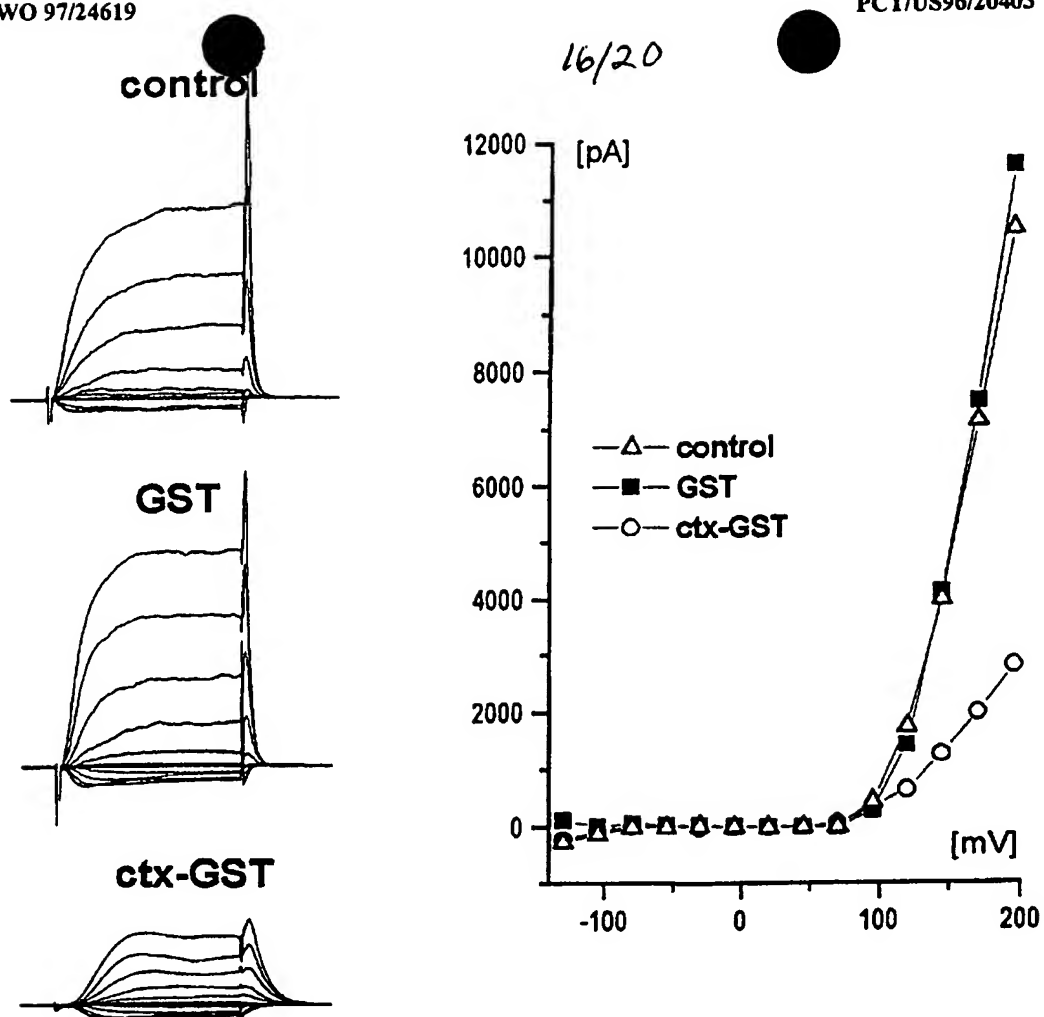 WO 97/24619
PCT/US96/20403
16/20
control
GST
ctx-GST
[pA]
12000
10000
8000
6000
4000
2000
0
control
GST
ctx-GST
[mV]
-100
0
100
200